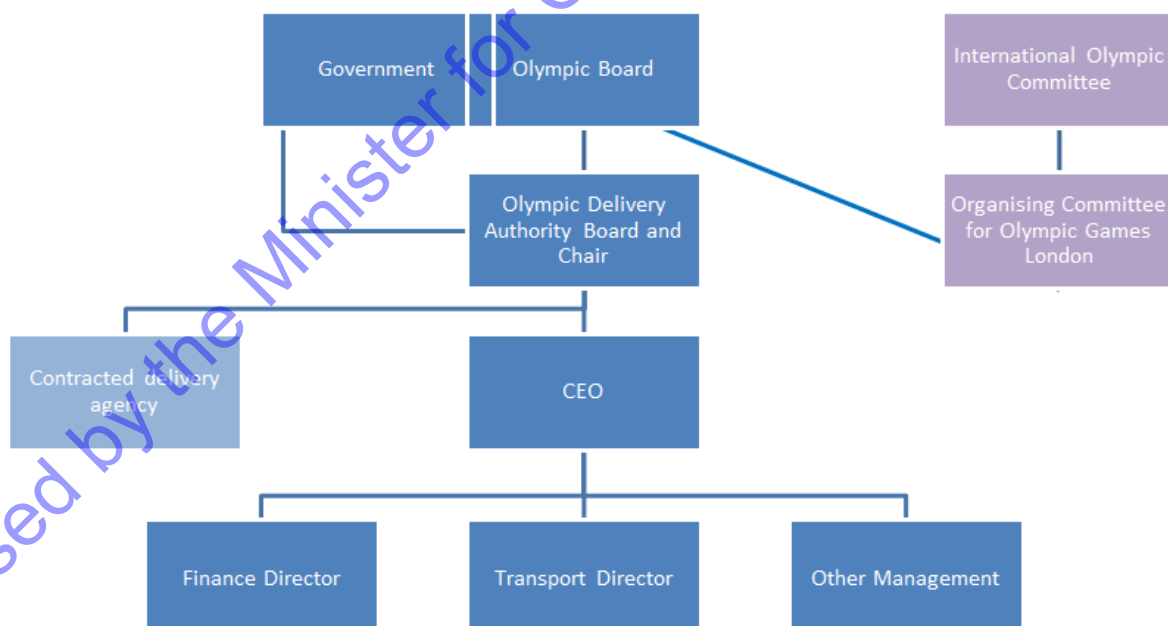 Government
Olympic Board
International Olympic
Committee
Olympic Delivery
Authority Board and
Chair
Organising Committee
for Olympic Games
London
Contracted delivery
agency
CEO
Finance Director
Transport Director
Other Management
by the Minister for